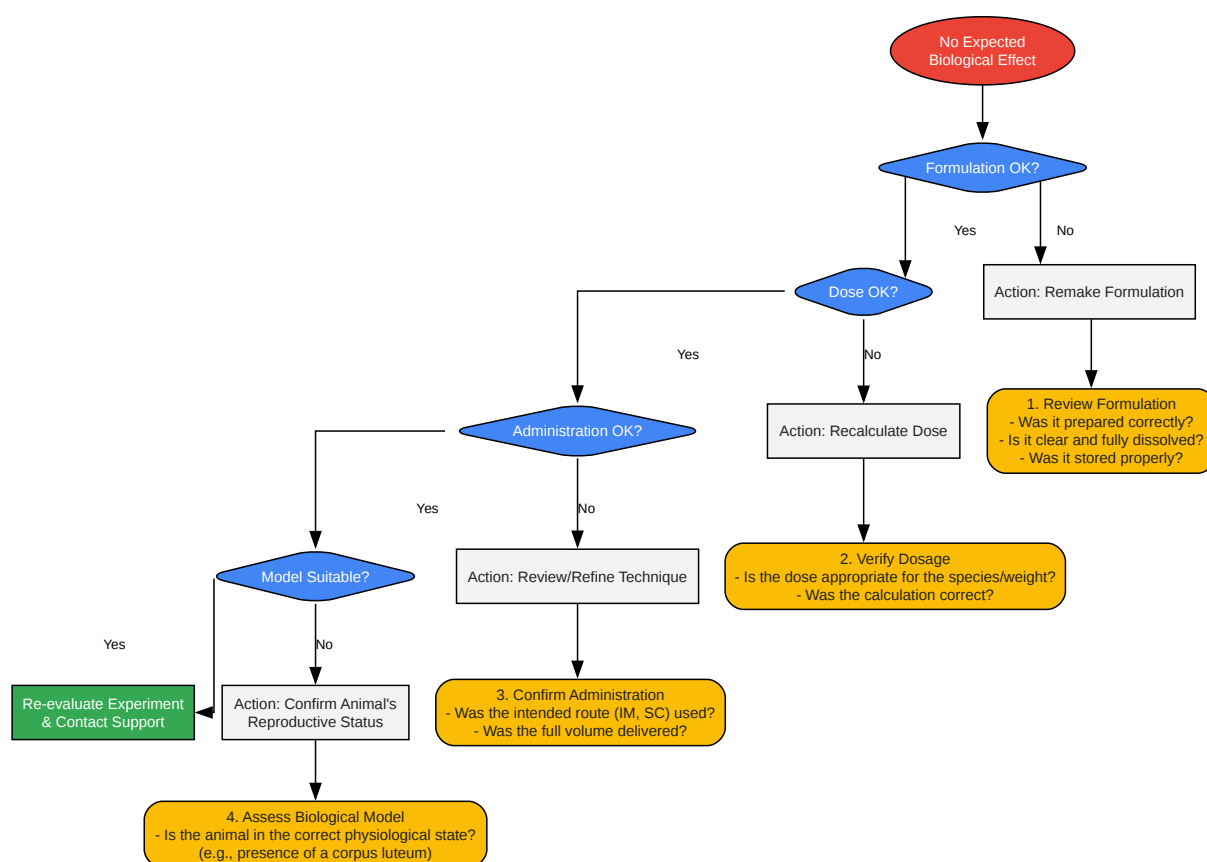 No Expected
Biological Effect
Formulation OK?
Yes
No
Dose OK?
Action: Remake Formulation
Yes
No
1. Review Formulation
- Was it prepared correctly?
- Is it clear and fully dissolved?
- Was it stored properly?
Administration OK?
Action: Recalculate Dose
Yes
No
2. Verify Dosage
- Is the dose appropriate for the species/weight?
- Was the calculation correct?
Model Suitable?
Action: Review/Refine Technique
Yes
No
Re-evaluate Experiment
& Contact Support
Action: Confirm Animal's
Reproductive Status
3. Confirm Administration
- Was the intended route (IM, SC) used?
- Was the full volume delivered?
4. Assess Biological Model
- Is the animal in the correct physiological state?
(e.g., presence of a corpus luteum)